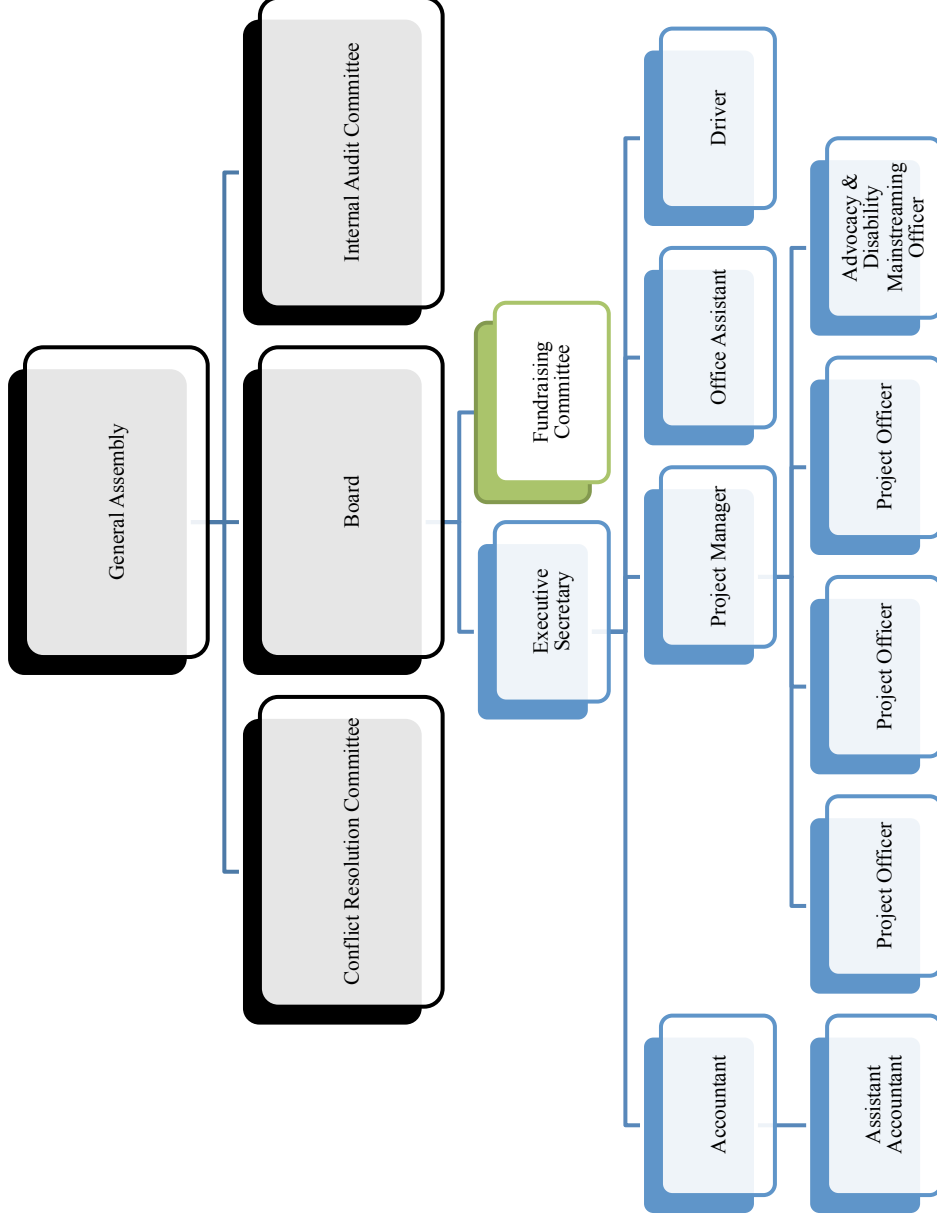 General Assembly
Conflict Resolution Committee
Board
Internal Audit Committee
Executive
Secretary
Fundraising
Committee
Accountant
Project Manager
Office Assistant
Driver
Assistant
Accountant
Project Officer
Project Officer
Project Officer
Advocacy &
Disability
Mainstreaming
Officer